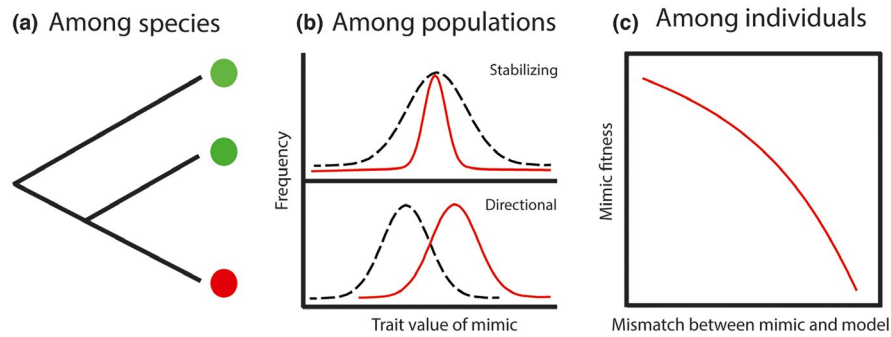 (a) Among species
(b) Among populations
(c) Among individuals
Stabilizing
Directional
Frequency
Trait value of mimic
Mimic fitness
Mismatch between mimic and model